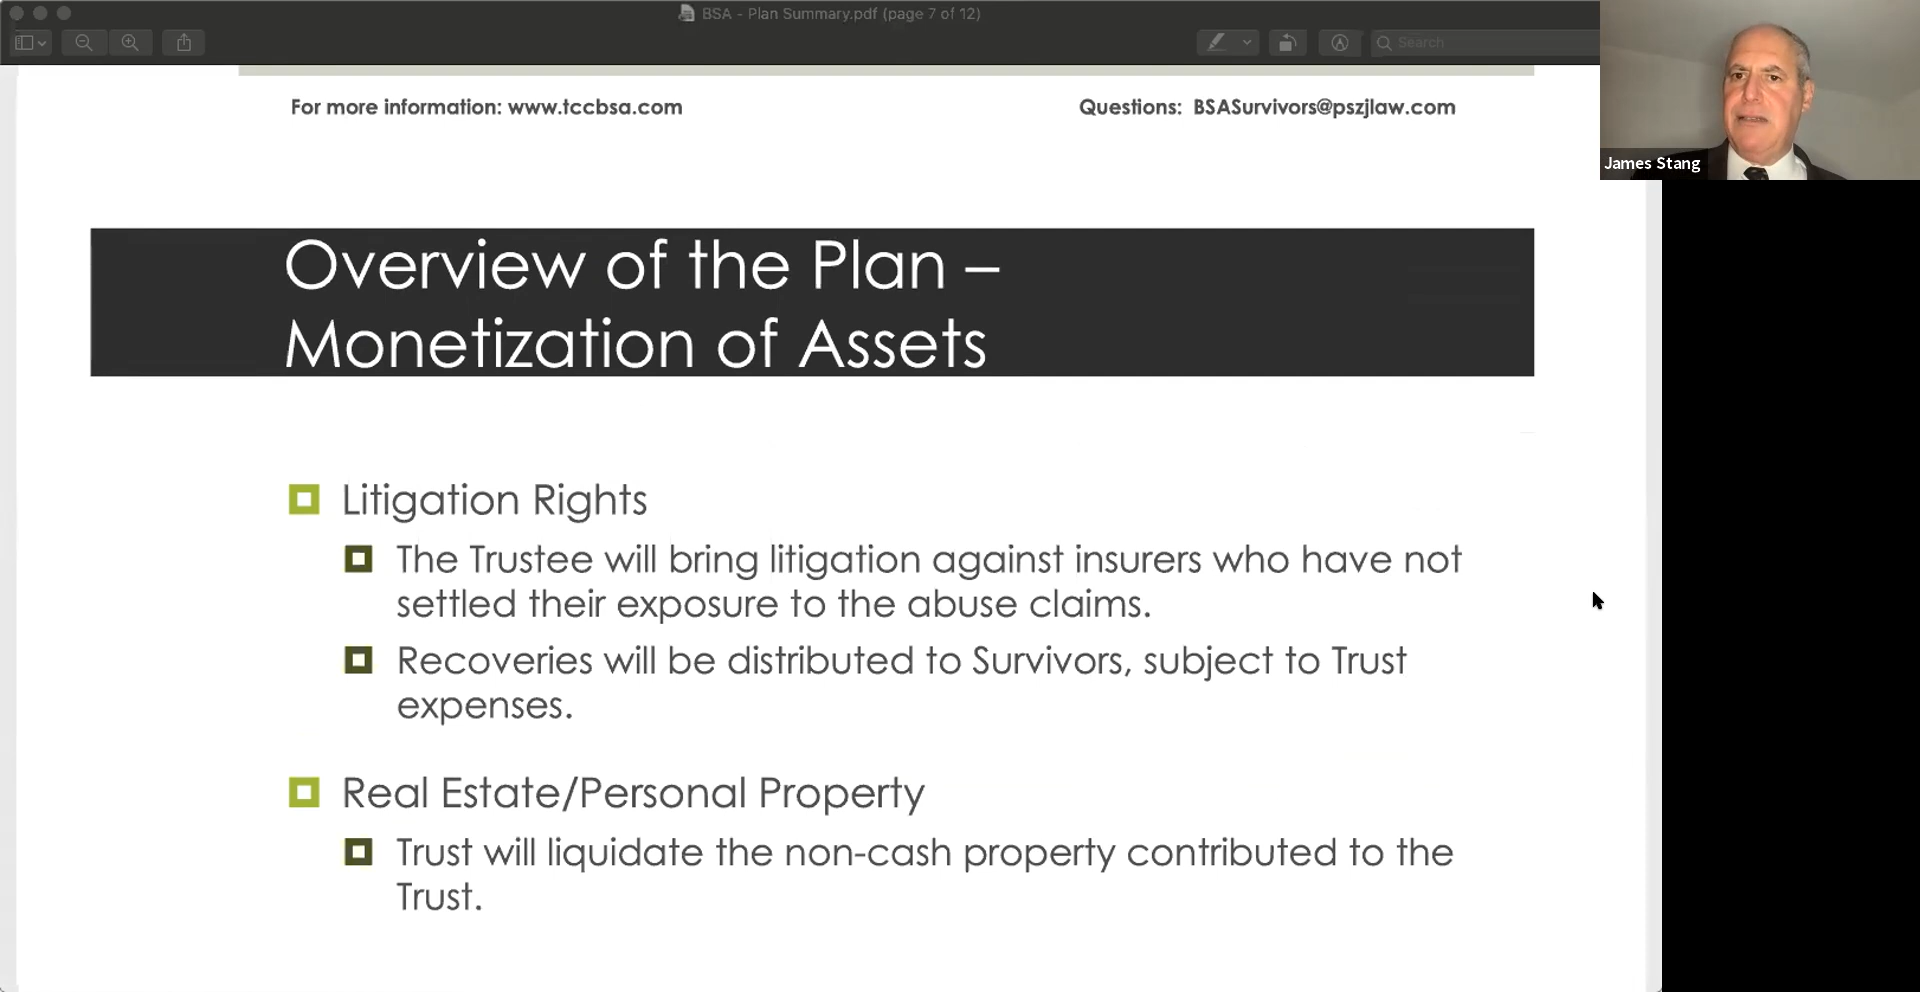 BSA - Plan Summary.pdf (page 7 of 12)
Search
James Stang
For more information: www.tccbsa.com
Questions: BSASurvivors@pszjlaw.com
Overview of the Plan –
Monetization of Assets
Litigation Rights
The Trustee will bring litigation against insurers who have not
settled their exposure to the abuse claims.
Recoveries will be distributed to Survivors, subject to Trust
expenses.
Real Estate/Personal Property
Trust will liquidate the non-cash property contributed to the
Trust.